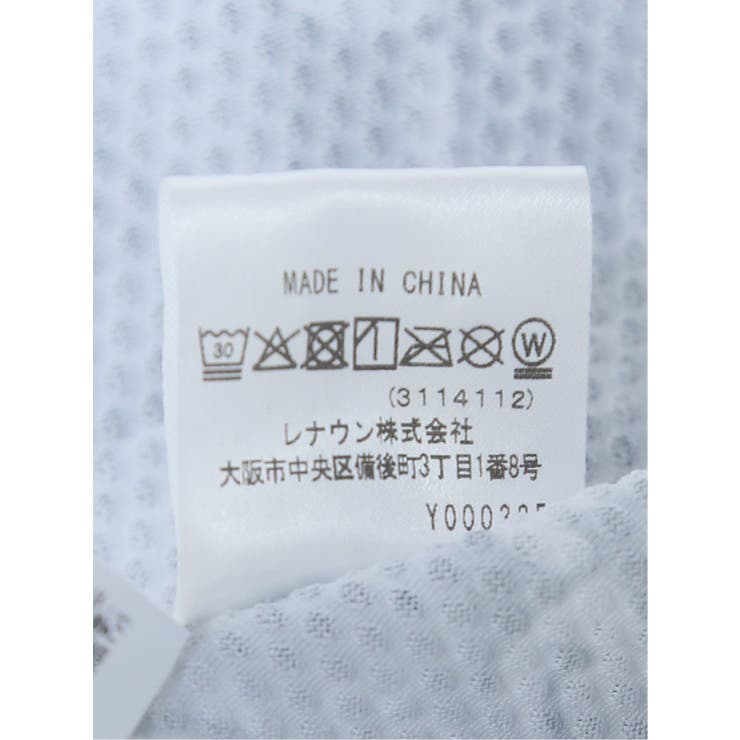 MADE IN CHINA
30 W
(3114112)
レナウン株式会社
大阪市中央区備後町3丁目1番8号